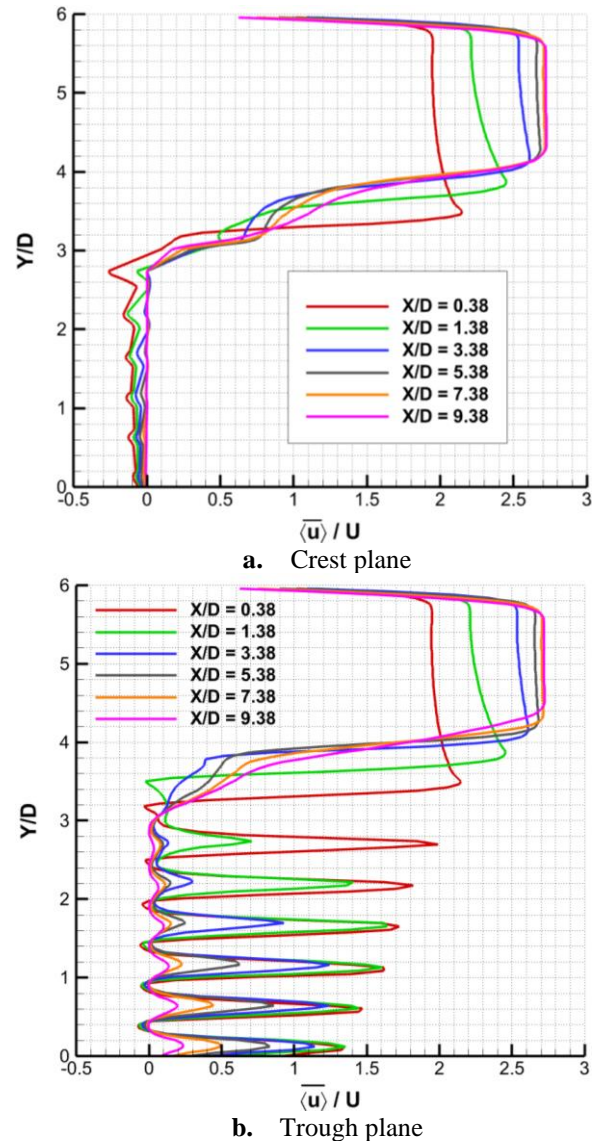 6
5
4
Y/D
3
X/D = 0.38
X/D = 1.38
2
X/D = 3.38
X/D = 5.38
1
X/D = 7.38
X/D = 9.38
0
-0.5 0 0.5 1 1.5 2 2.5 3
⟨u̅⟩ / U
a. Crest plane
6
X/D = 0.38
X/D = 1.38
5
X/D = 3.38
X/D = 5.38
X/D = 7.38
4
X/D = 9.38
Y/D
3
2
1
0
-0.5 0 0.5 1 1.5 2 2.5 3
⟨u̅⟩ / U
b. Trough plane